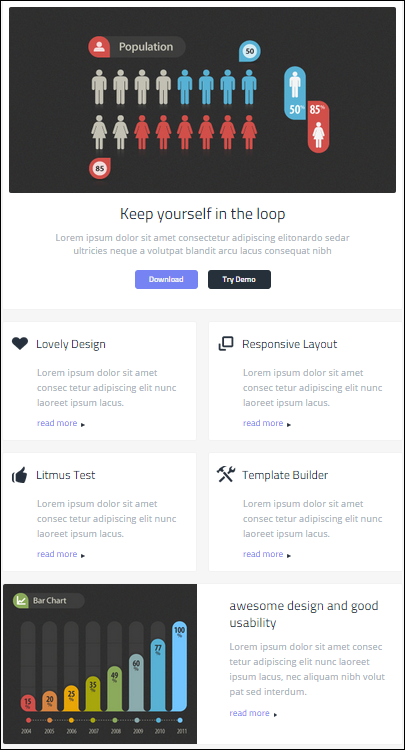 Population
50
50%
85%
85
Keep yourself in the loop
Lorem ipsum dolor sit amet consectetur adipiscing elitonardo sedar
ultricies neque a volutpat blandit arcu lacus consequat nibh
Download
Try Demo
Lovely Design
Lorem ipsum dolor sit amet
consec tetur adipiscing elit nunc
laoreet ipsum lacus.
read more
Responsive Layout
Lorem ipsum dolor sit amet
consec tetur adipiscing elit nunc
laoreet ipsum lacus.
read more
Litmus Test
Lorem ipsum dolor sit amet
consec tetur adipiscing elit nunc
laoreet ipsum lacus.
read more
Template Builder
Lorem ipsum dolor sit amet
consec tetur adipiscing elit nunc
laoreet ipsum lacus.
read more
Bar Chart
15%
20%
25%
35%
49%
60%
77%
100%
2004 2005 2006 2007 2008 2009 2010 2011
awesome design and good
usability
Lorem ipsum dolor sit amet consec
tetur adipiscing elit nunc laoreet
ipsum lacus, nec aliquam nibh volut
pat sed interdum.
read more